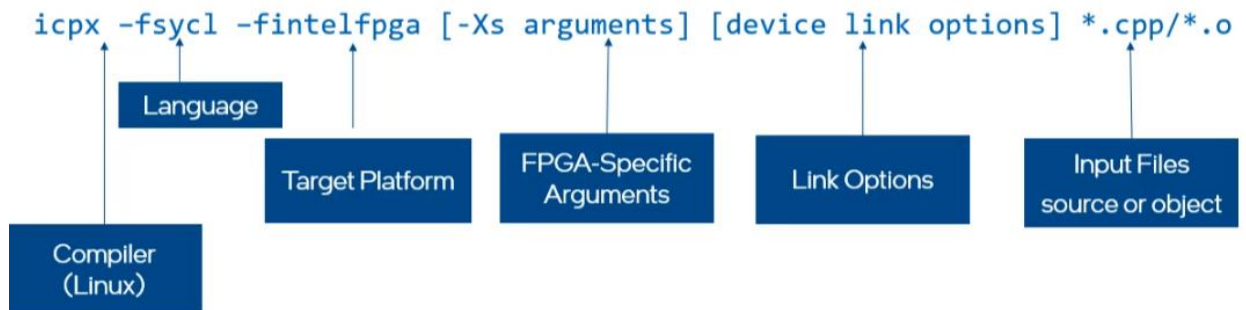 icpx -fsycl -fintelfpga [-Xs arguments] [device link options] *.cpp/*.o
Language
Target Platform
FPGA-Specific
Arguments
Link Options
Input Files
source or object
Compiler
(Linux)